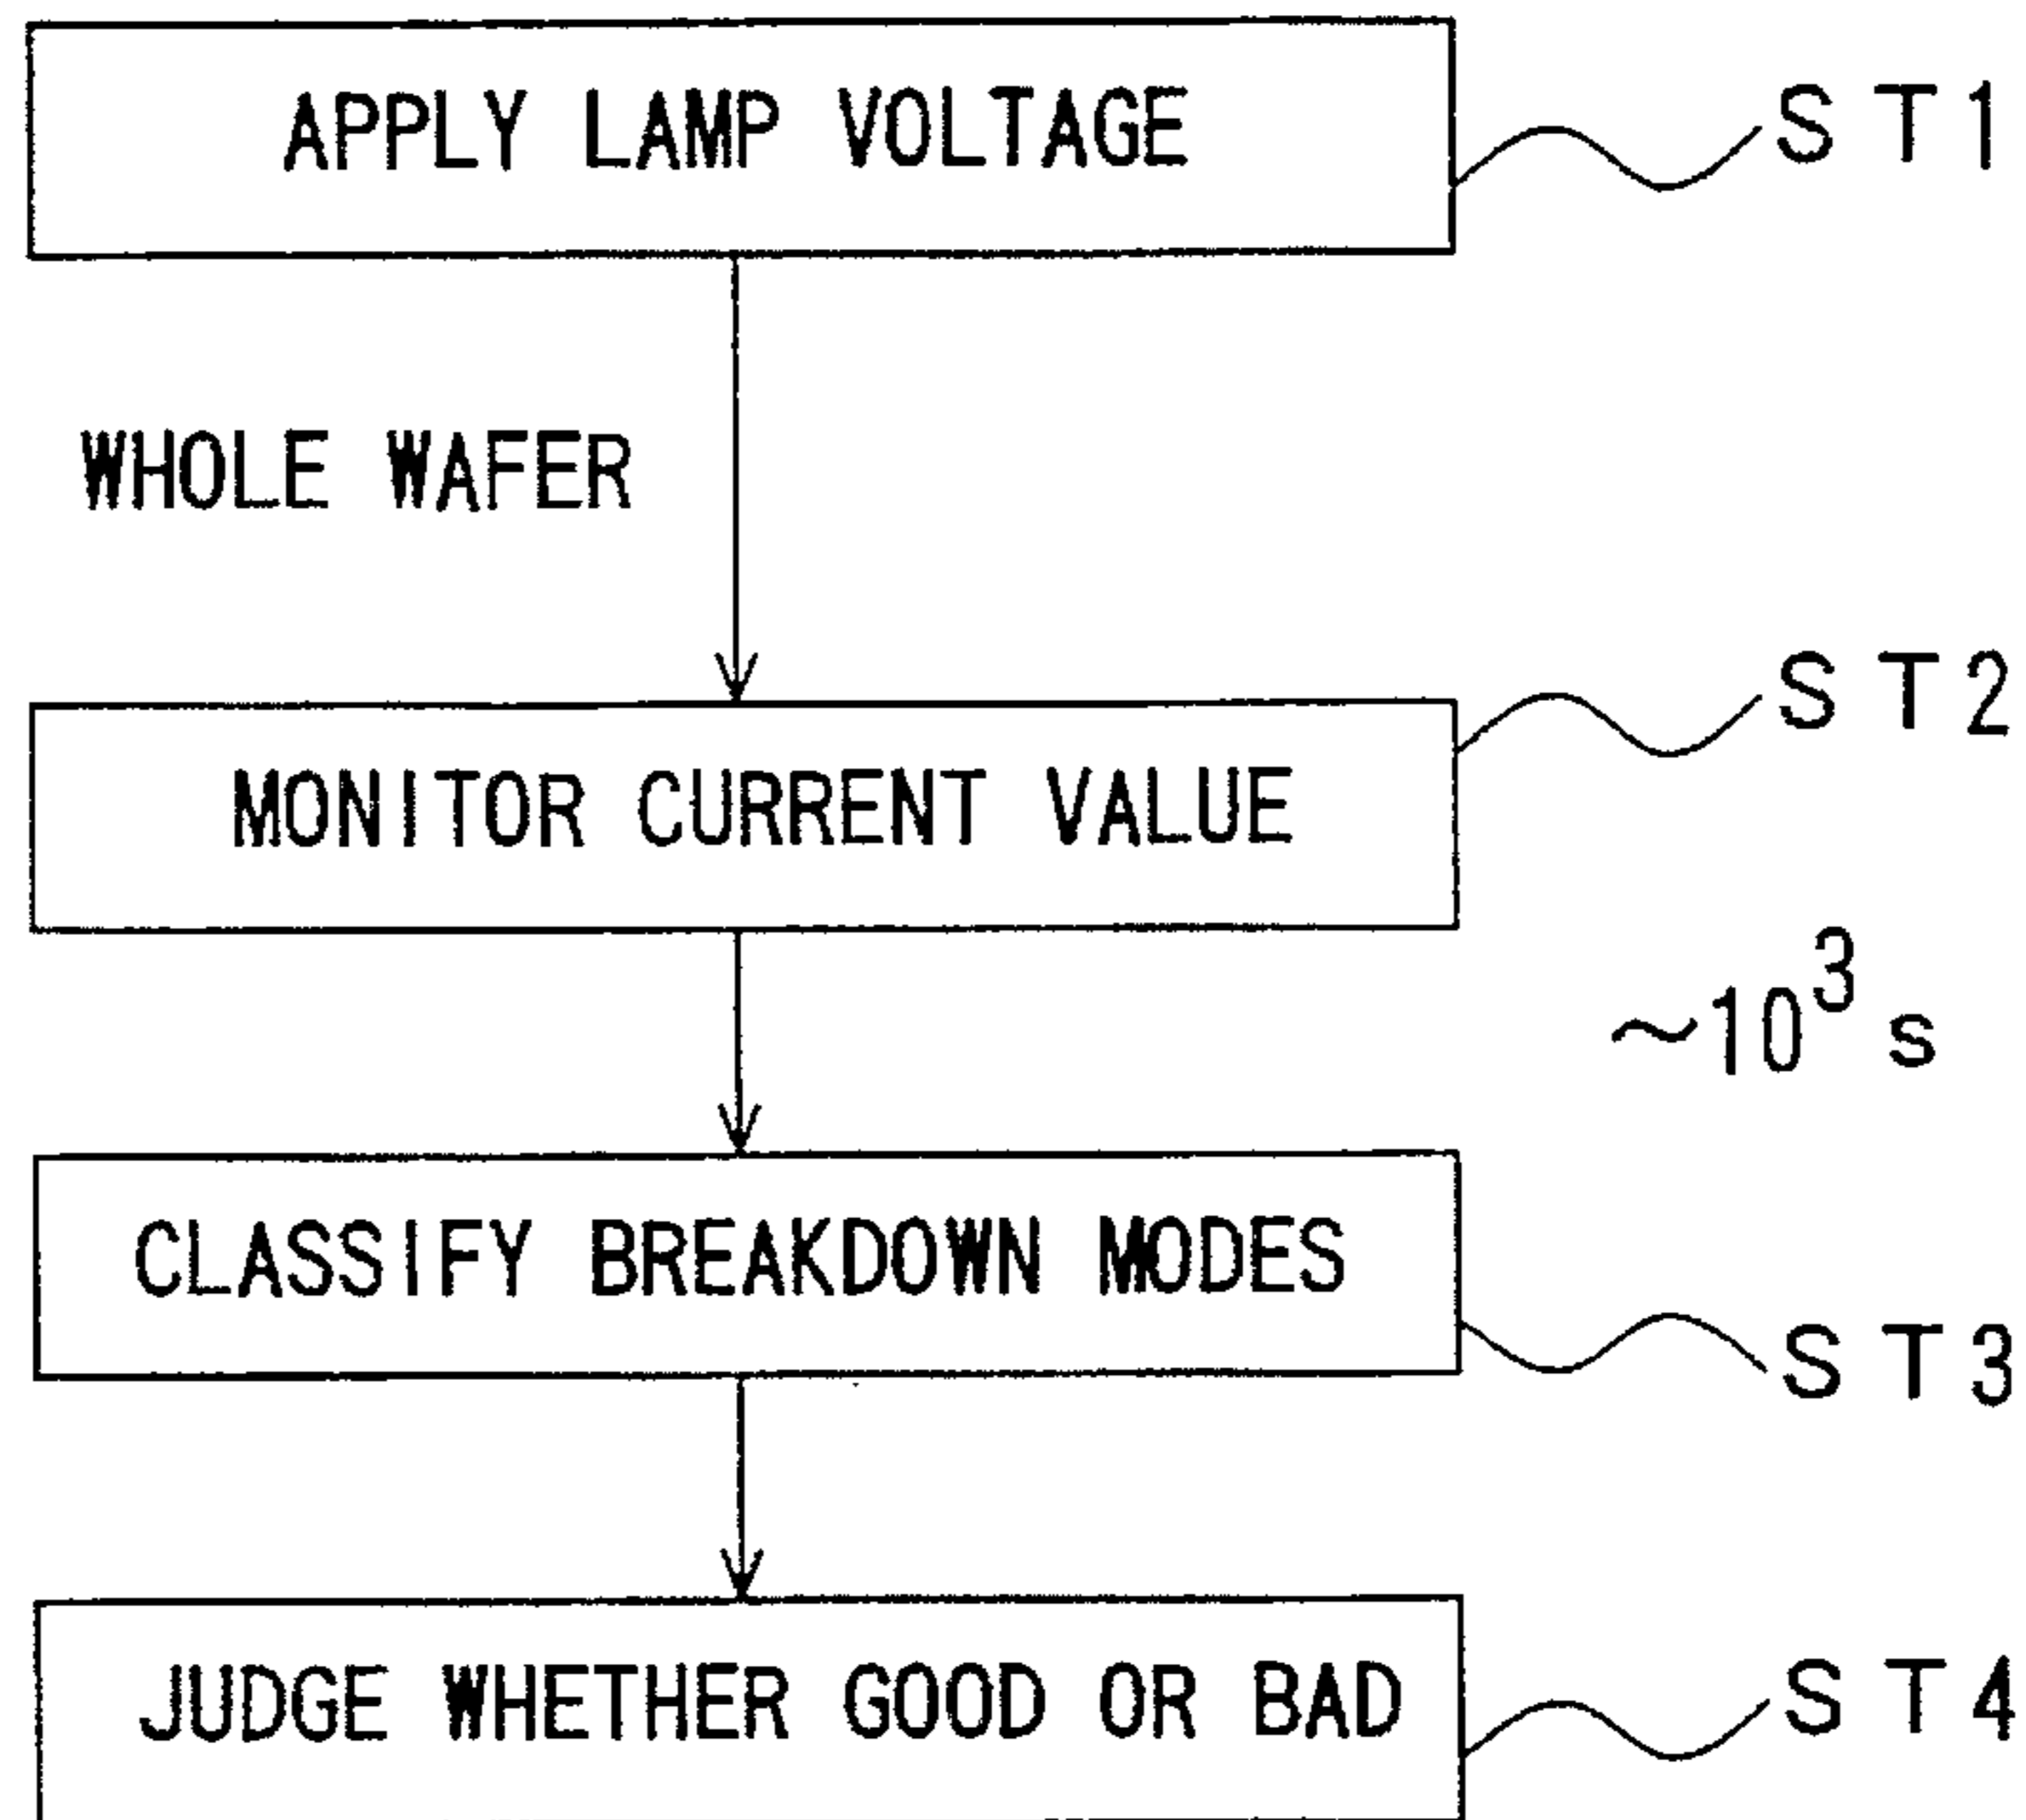 APPLY LAMP VOLTAGE
ST1
WHOLE WAFER
ST2
MONITOR CURRENT VALUE
~10³ s
CLASSIFY BREAKDOWN MODES
ST3
JUDGE WHETHER GOOD OR BAD
ST4